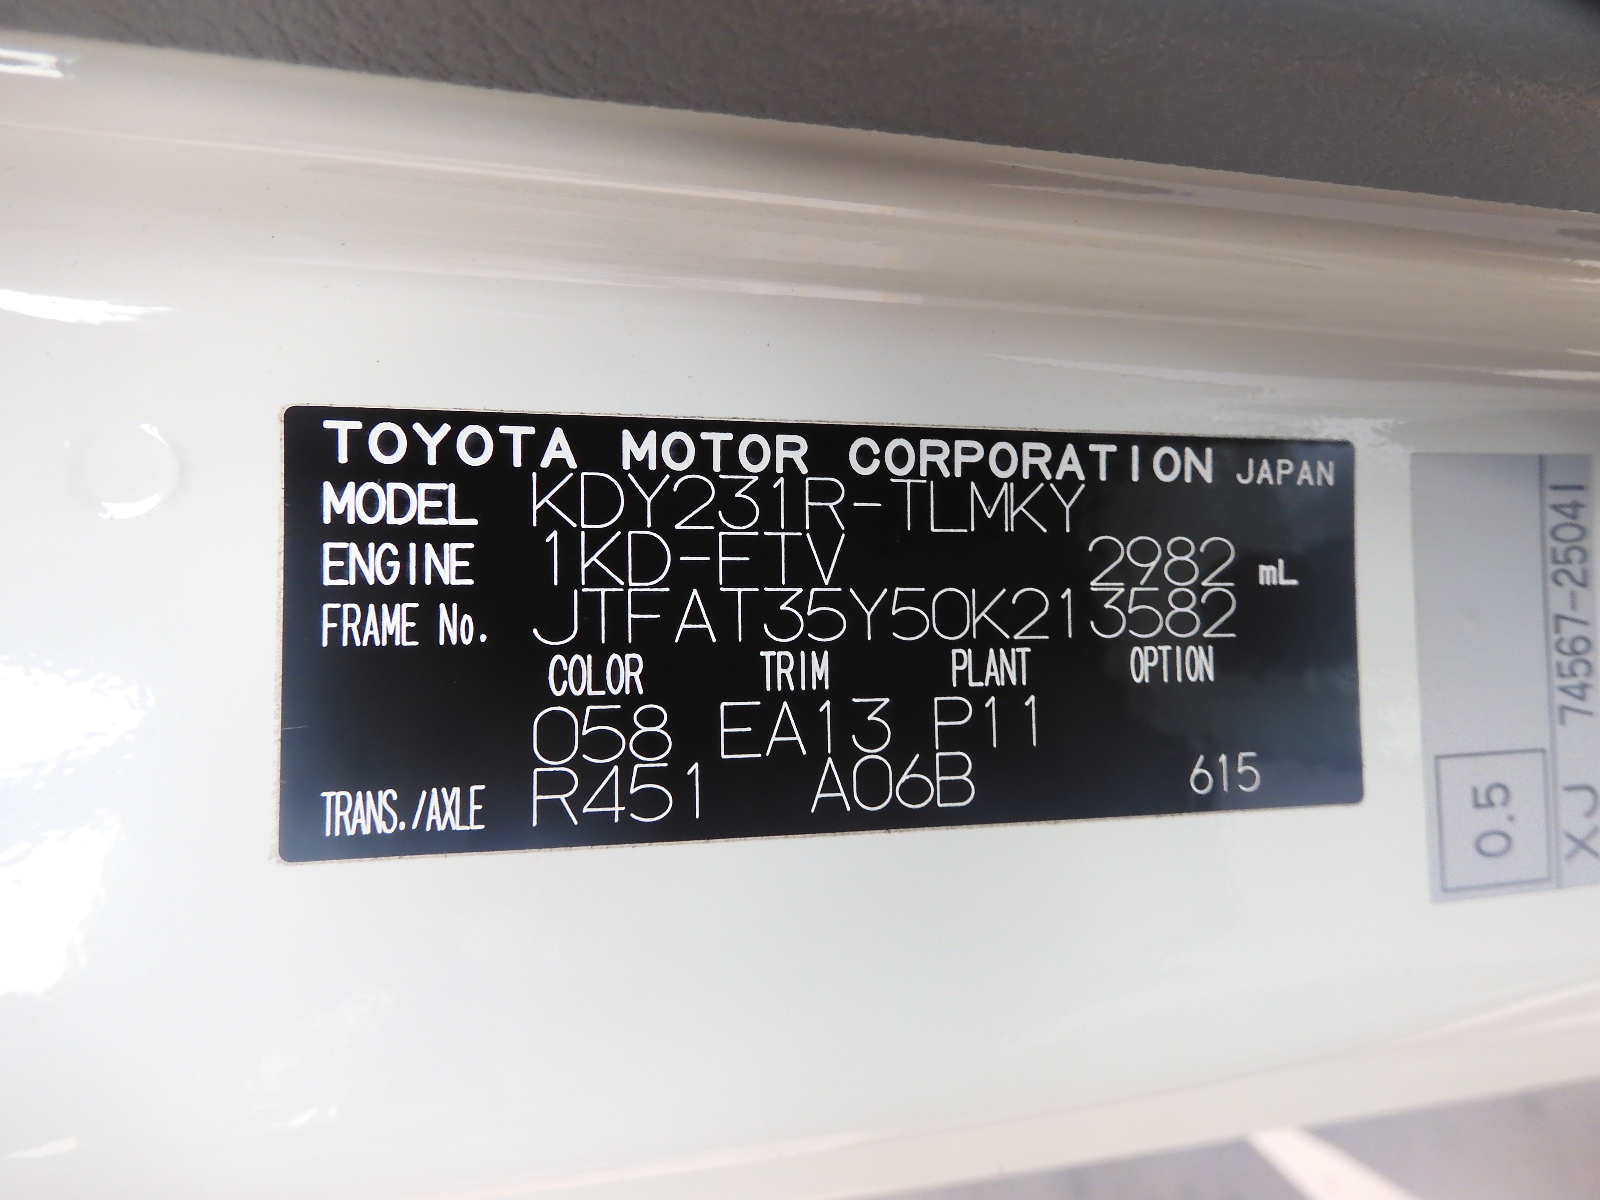 TOYOTA MOTOR CORPORATION JAPAN
MODEL KDY231R-TLMKY
ENGINE 1KD-FTV 2982 mL
FRAME No. JTFAT35Y50K213582
COLOR TRIM PLANT OPTION
058 EA13 P11
TRANS./AXLE R451 A06B 615
74567-25041
0.5
XJ